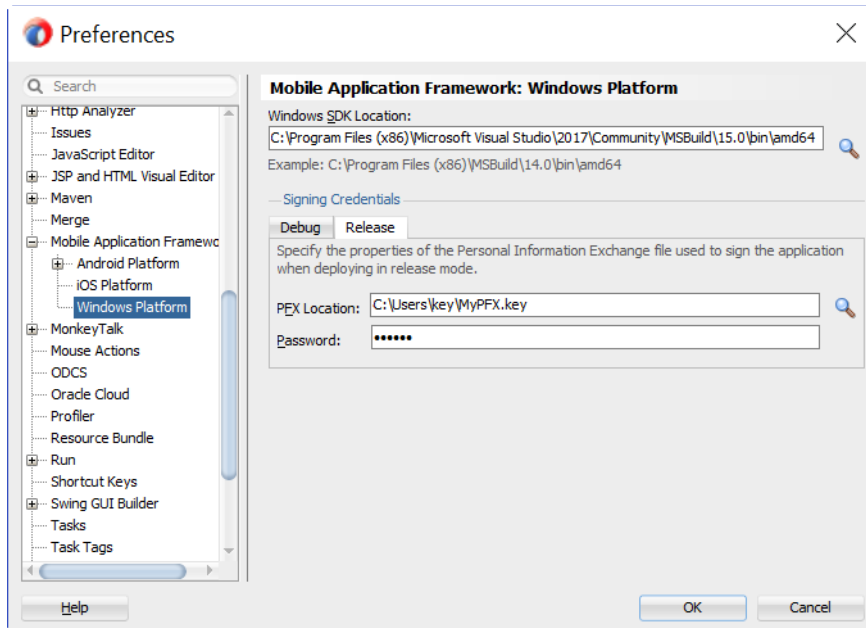 Preferences
Search
Http Analyzer
Issues
JavaScript Editor
JSP and HTML Visual Editor
Maven
Merge
Mobile Application Framewo
Android Platform
iOS Platform
Windows Platform
MonkeyTalk
Mouse Actions
ODCS
Oracle Cloud
Profiler
Resource Bundle
Run
Shortcut Keys
Swing GUI Builder
Tasks
Task Tags
Mobile Application Framework: Windows Platform
Windows SDK Location:
C:\Program Files (x86)\Microsoft Visual Studio\2017\Community\MSBuild\15.0\bin\amd64
Example: C:\Program Files (x86)\MSBuild\14.0\bin\amd64
Signing Credentials
Debug Release
Specify the properties of the Personal Information Exchange file used to sign the application
when deploying in release mode.
PFX Location: C:\Users\key\MyPFX.key
Password: ••••••
Help OK Cancel